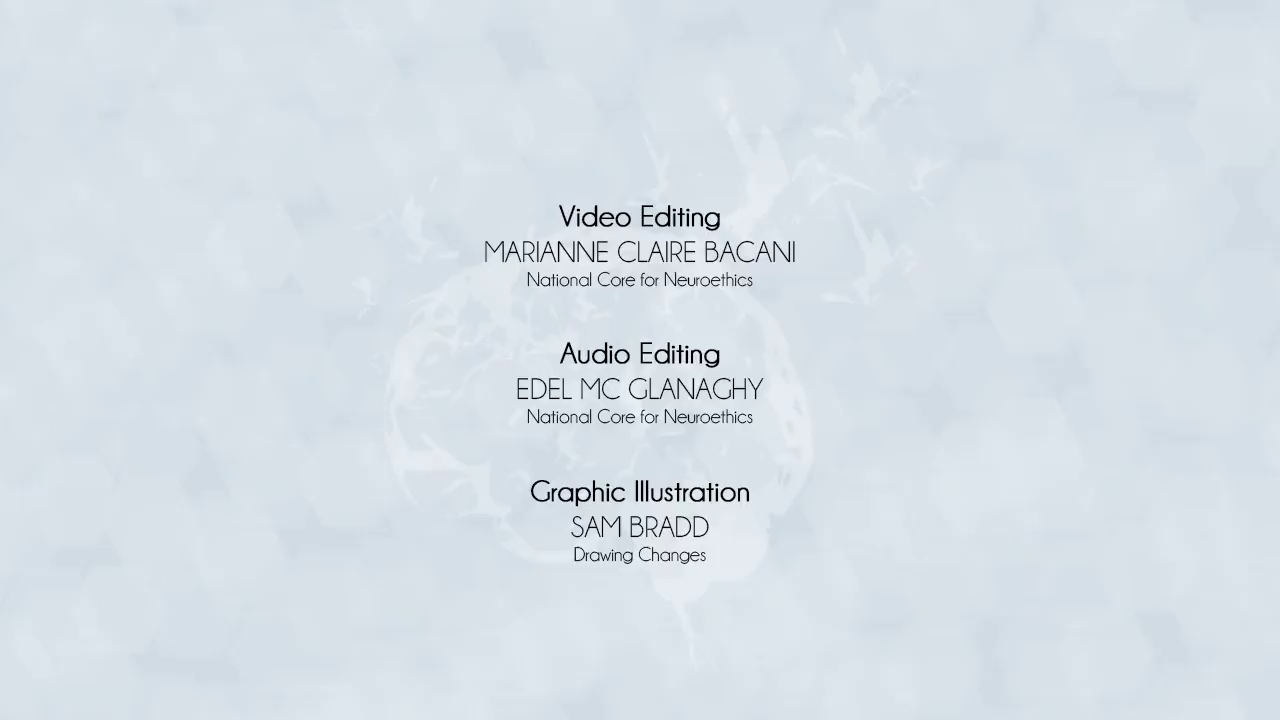 Video Editing
MARIANNE CLAIRE BACANI
National Core for Neuroethics
Audio Editing
EDEL MC GLANAGHY
National Core for Neuroethics
Graphic Illustration
SAM BRADD
Drawing Changes